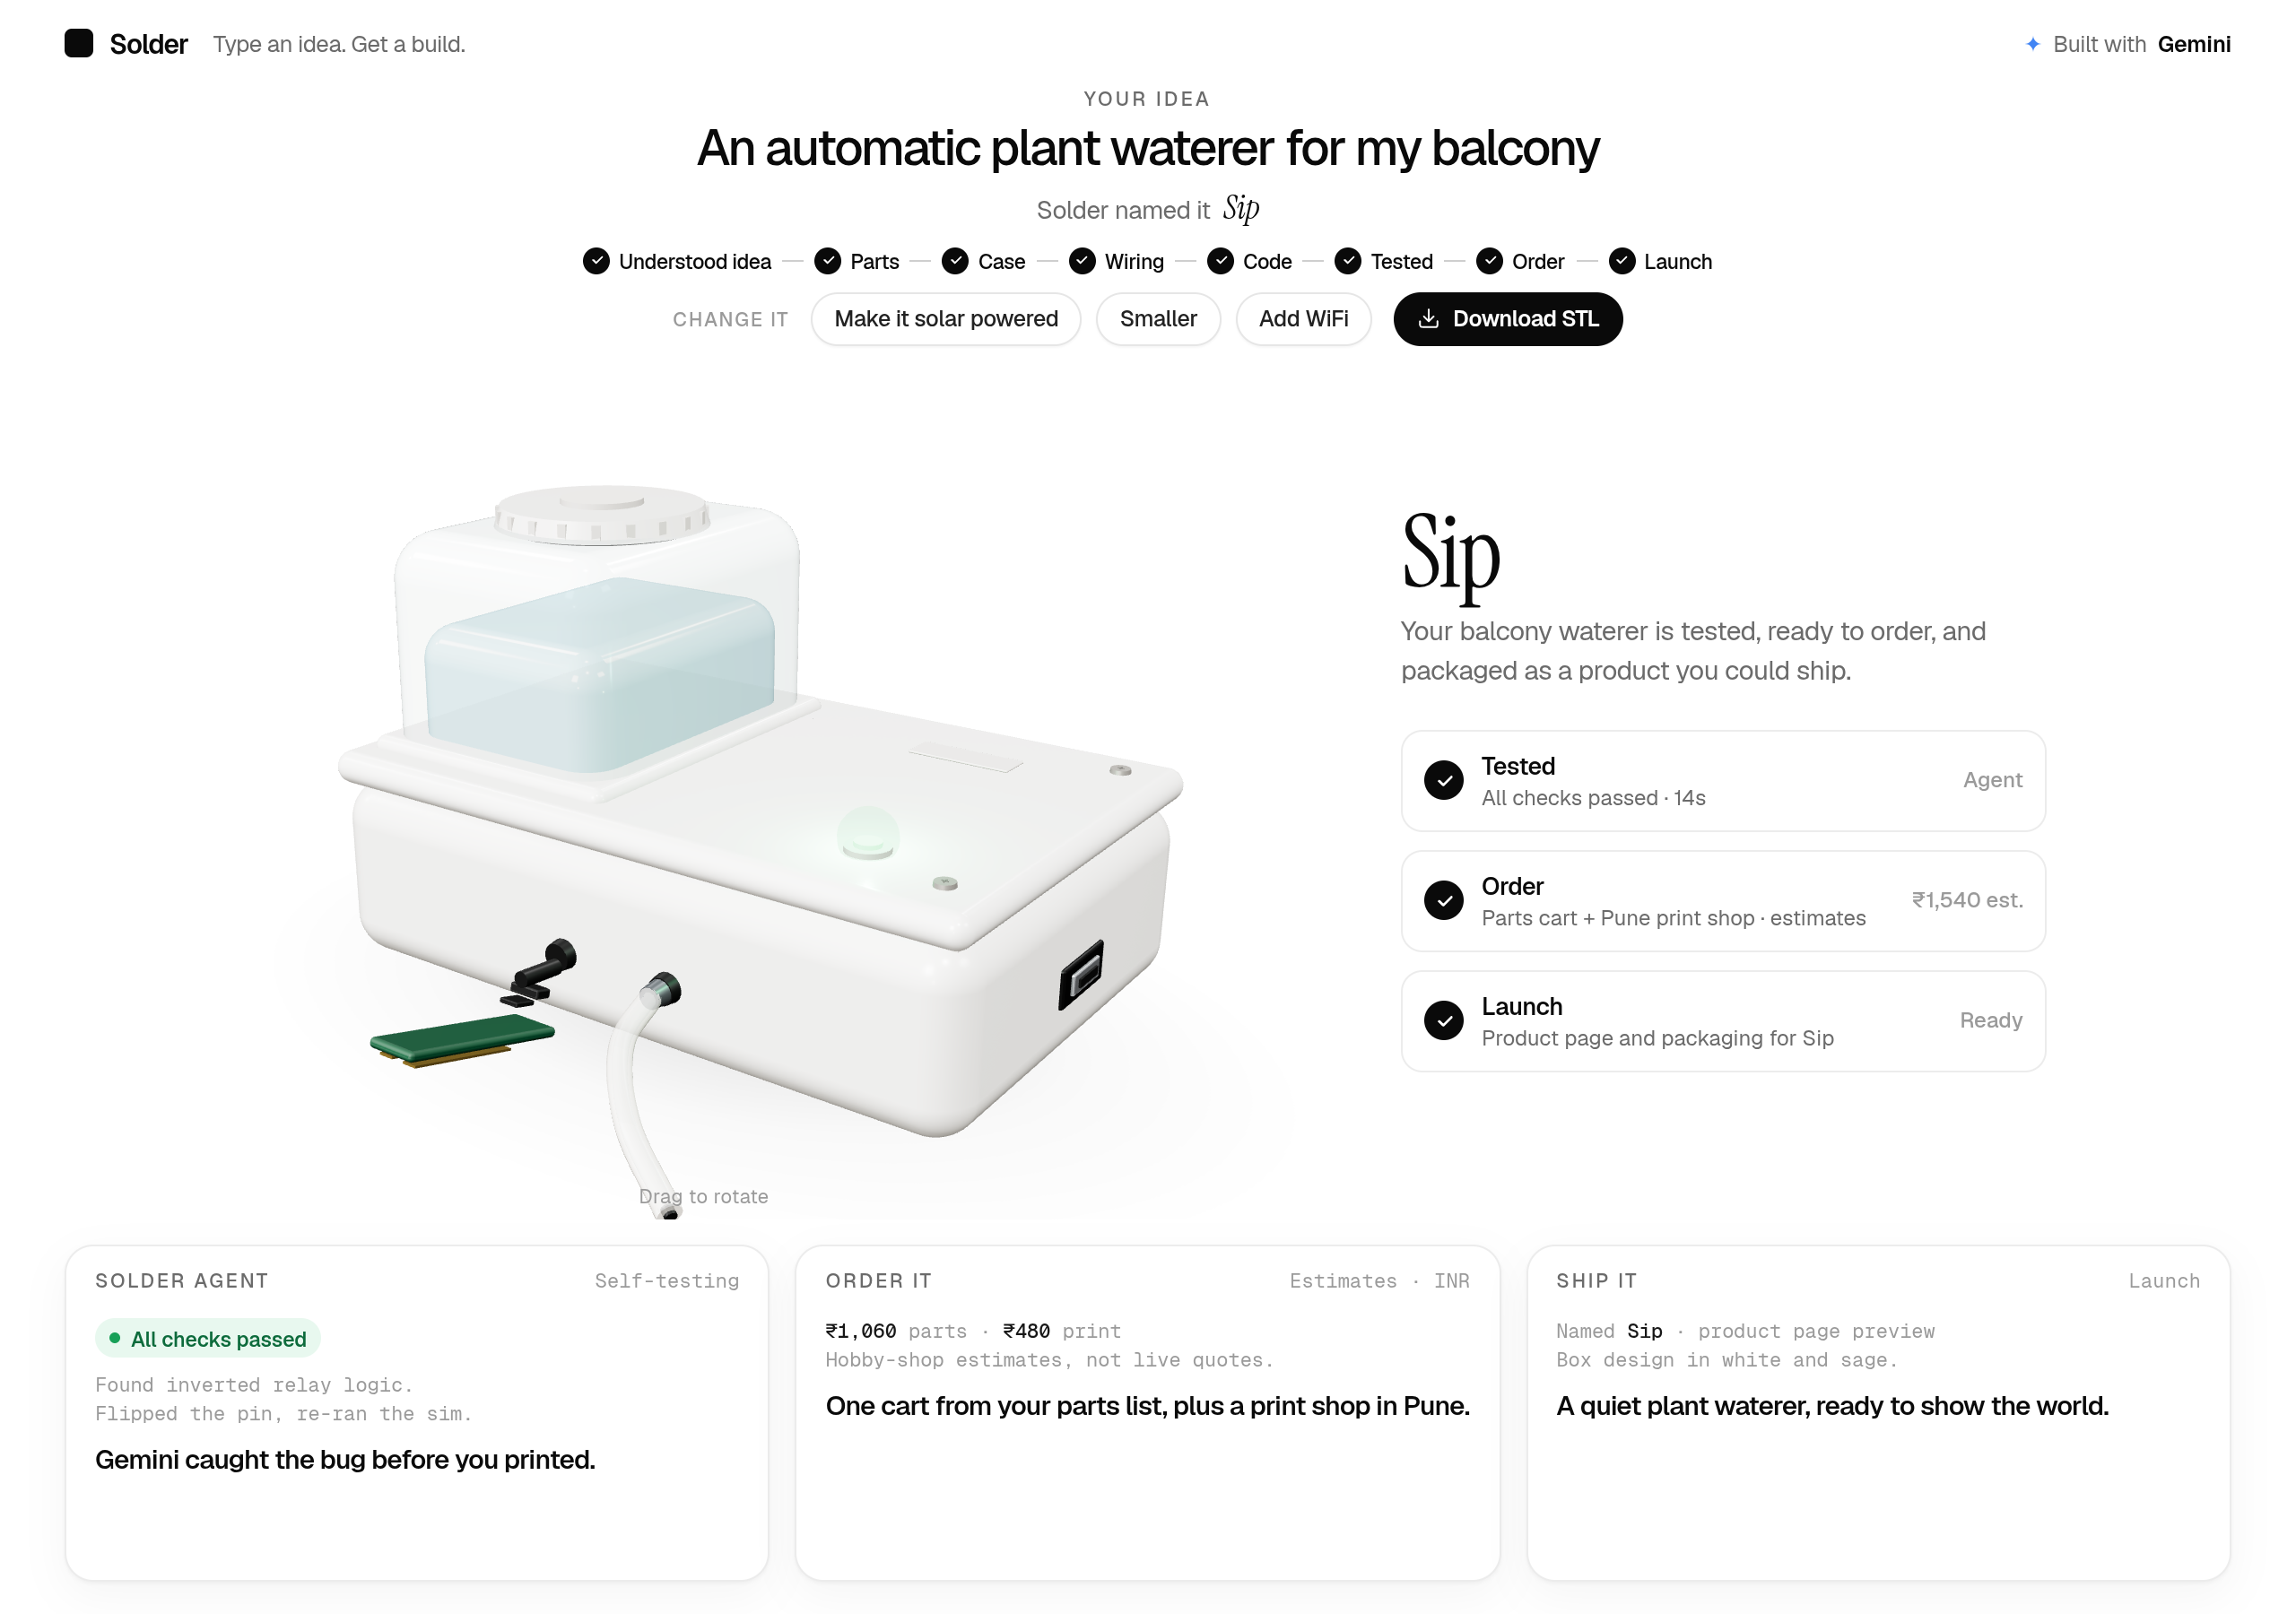 Solder Type an idea. Get a build.
Built with Gemini
YOUR IDEA
An automatic plant waterer for my balcony
Solder named it Sip
Understood idea Parts Case Wiring Code Tested Order Launch
CHANGE IT Make it solar powered Smaller Add WiFi Download STL
Sip
Your balcony waterer is tested, ready to order, and
packaged as a product you could ship.
Tested
All checks passed · 14s
Agent
Order
Parts cart + Pune print shop · estimates
₹1,540 est.
Launch
Product page and packaging for Sip
Ready
Drag to rotate
SOLDER AGENT Self-testing
All checks passed
Found inverted relay logic.
Flipped the pin, re-ran the sim.
Gemini caught the bug before you printed.
ORDER IT Estimates · INR
₹1,060 parts · ₹480 print
Hobby-shop estimates, not live quotes.
One cart from your parts list, plus a print shop in Pune.
SHIP IT Launch
Named Sip · product page preview
Box design in white and sage.
A quiet plant waterer, ready to show the world.